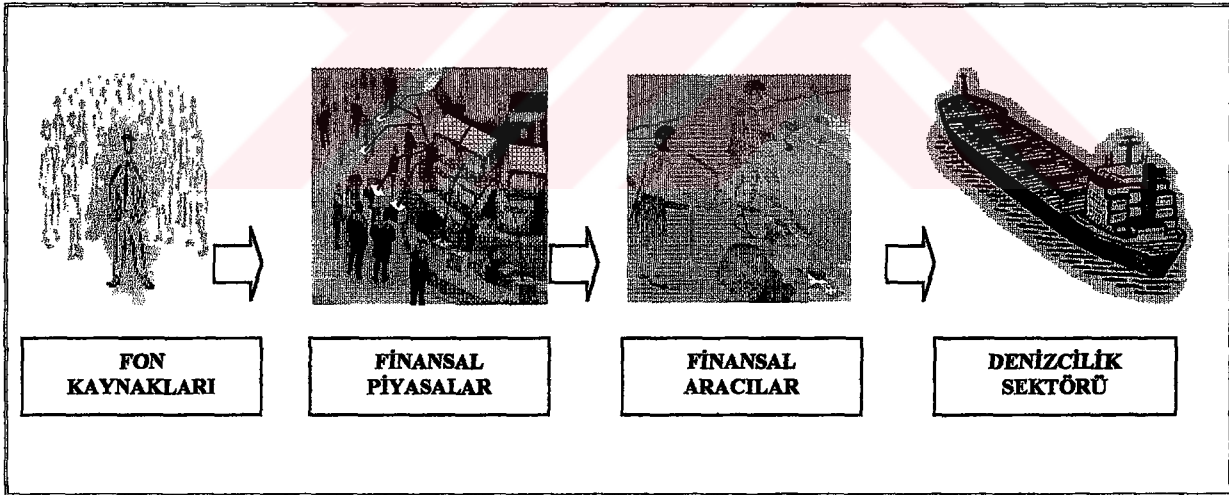 FON
KAYNAKLARI
FİNANSAL
PİYASALAR
FİNANSAL
ARACILAR
DENİZCİLİK
SEKTÖRÜ